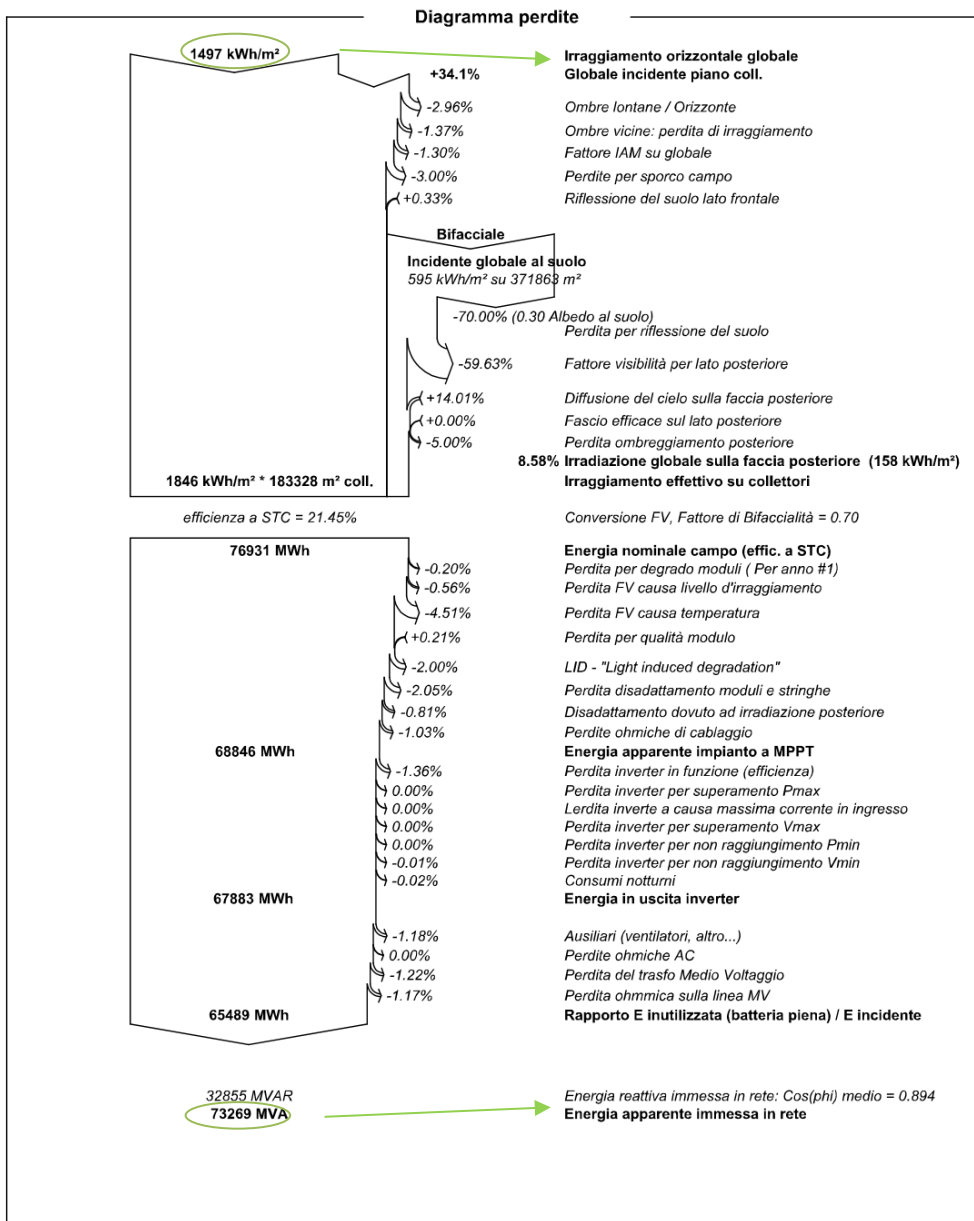 Diagramma perdite
1497 kWh/m² Irraggiamento orizzontale globale
+34.1% Globale incidente piano coll.
-2.96% Ombre lontane / Orizzonte
-1.37% Ombre vicine: perdita di irraggiamento
-1.30% Fattore IAM su globale
-3.00% Perdite per sporco campo
+0.33% Riflessione del suolo lato frontale
Bifacciale
Incidente globale al suolo
595 kWh/m² su 371863 m²
-70.00% (0.30 Albedo al suolo)
Perdita per riflessione del suolo
-59.63% Fattore visibilità per lato posteriore
+14.01% Diffusione del cielo sulla faccia posteriore
+0.00% Fascio efficace sul lato posteriore
-5.00% Perdita ombreggiamento posteriore
8.58% Irradiazione globale sulla faccia posteriore (158 kWh/m²)
1846 kWh/m² * 183328 m² coll. Irraggiamento effettivo su collettori
efficienza a STC = 21.45% Conversione FV, Fattore di Bifaccialità = 0.70
76931 MWh Energia nominale campo (effic. a STC)
-0.20% Perdita per degrado moduli ( Per anno #1)
-0.56% Perdita FV causa livello d'irraggiamento
-4.51% Perdita FV causa temperatura
+0.21% Perdita per qualità modulo
-2.00% LID - "Light induced degradation"
-2.05% Perdita disadattamento moduli e stringhe
-0.81% Disadattamento dovuto ad irradiazione posteriore
-1.03% Perdite ohmiche di cablaggio
68846 MWh Energia apparente impianto a MPPT
-1.36% Perdita inverter in funzione (efficienza)
0.00% Perdita inverter per superamento Pmax
0.00% Lerdita inverte a causa massima corrente in ingresso
0.00% Perdita inverter per superamento Vmax
0.00% Perdita inverter per non raggiungimento Pmin
-0.01% Perdita inverter per non raggiungimento Vmin
-0.02% Consumi notturni
67883 MWh Energia in uscita inverter
-1.18% Ausiliari (ventilatori, altro...)
0.00% Perdite ohmiche AC
-1.22% Perdita del trasfo Medio Voltaggio
-1.17% Perdita ohmmica sulla linea MV
65489 MWh Rapporto E inutilizzata (batteria piena) / E incidente
32855 MVAR Energia reattiva immessa in rete: Cos(phi) medio = 0.894
73269 MVA Energia apparente immessa in rete